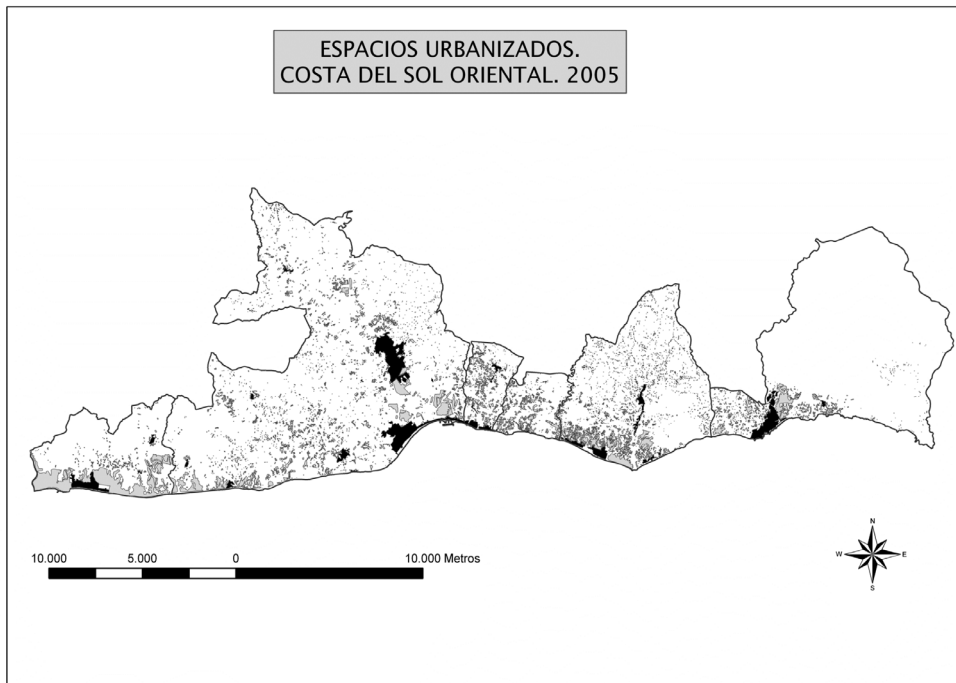 ESPACIOS URBANIZADOS.
COSTA DEL SOL ORIENTAL. 2005
10.000 5.000 0 10.000 Metros
N
W E
S